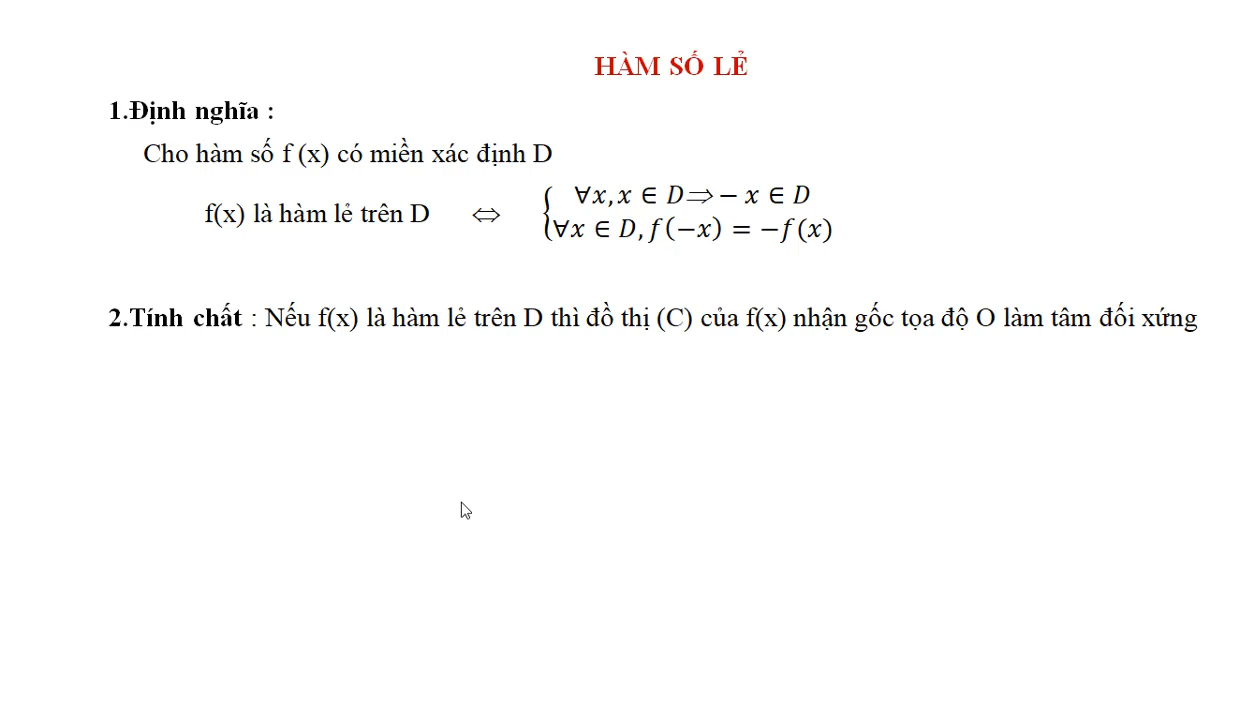 HÀM SỐ LẺ
1.Định nghĩa :
Cho hàm số f (x) có miền xác định D
f(x) là hàm lẻ trên D ⇔ { ∀x, x ∈ D ⇒ − x ∈ D
∀x ∈ D, f(−x) = −f(x)
2.Tính chất : Nếu f(x) là hàm lẻ trên D thì đồ thị (C) của f(x) nhận gốc tọa độ O làm tâm đối xứng